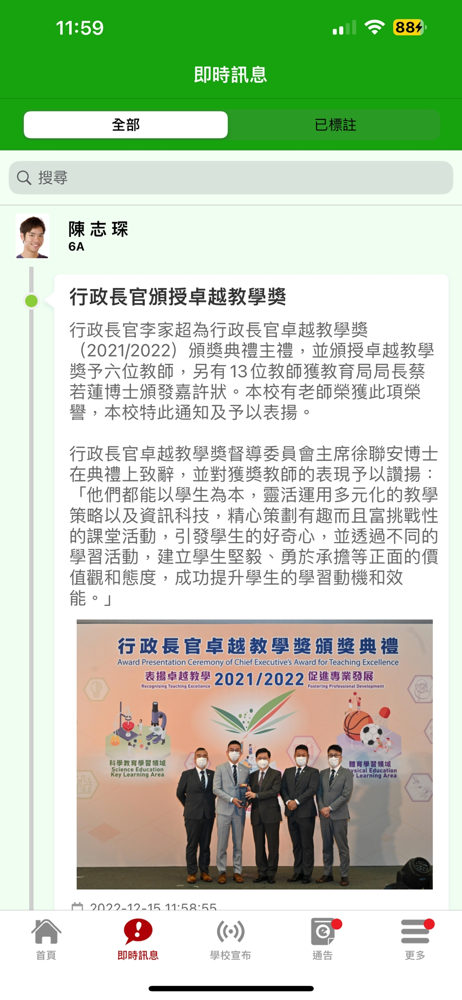 11:59
88
即時訊息
全部
已標註
搜尋
陳 志 琛
6A
行政長官頒授卓越教學獎
行政長官李家超為行政長官卓越教學獎
（2021/2022）頒獎典禮主禮，並頒授卓越教學
獎予六位教師，另有13位教師獲教育局局長蔡
若蓮博士頒發嘉許狀。本校有老師榮獲此項榮
譽，本校特此通知及予以表揚。
行政長官卓越教學獎督導委員會主席徐聯安博士
在典禮上致辭，並對獲獎教師的表現予以讚揚：
「他們都能以學生為本，靈活運用多元化的教學
策略以及資訊科技，精心策劃有趣而且富挑戰性
的課堂活動，引發學生的好奇心，並透過不同的
學習活動，建立學生堅毅、勇於承擔等正面的價
值觀和態度，成功提升學生的學習動機和效
能。」
行政長官卓越教學獎頒獎典禮
Award Presentation Ceremony of Chief Executive's Award for Teaching Excellence
表揚卓越教學 2021/2022 促進專業發展
Recognising Teaching Excellence Fostering Professional Development
科學教育學習領域
Science Education
Key Learning Area
體育學習領域
hysical Education
Learning Area
2022-12-15 11:58:55
首頁
即時訊息
學校宣布
通告
更多